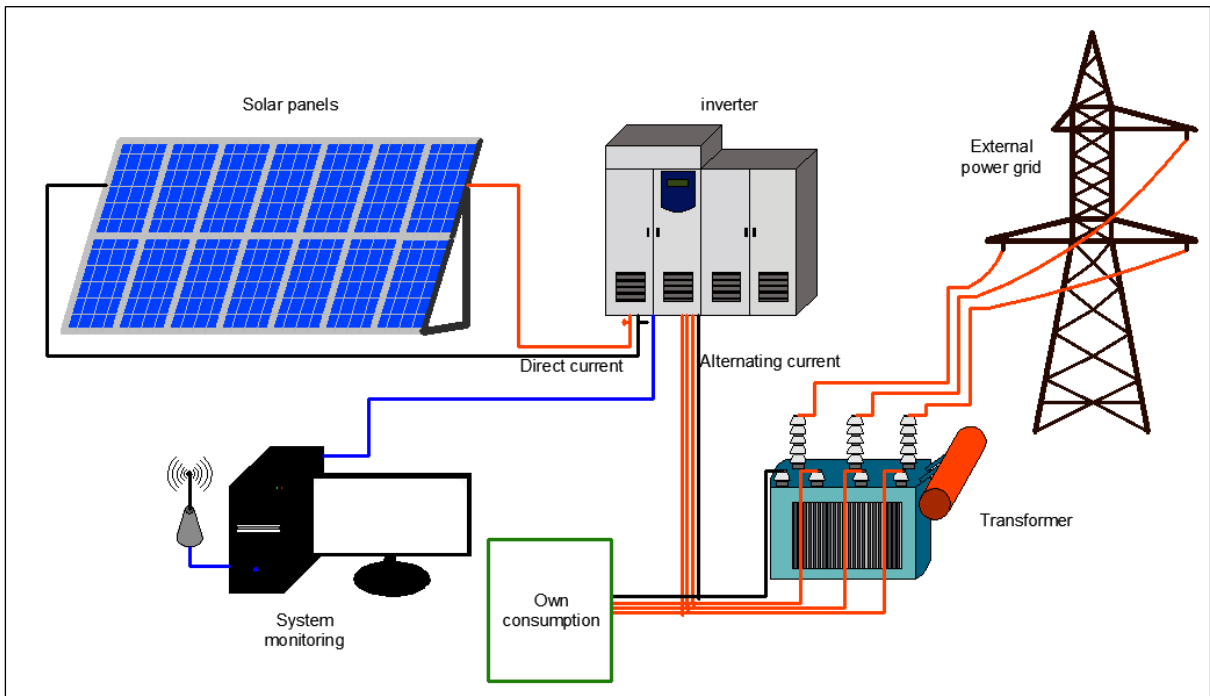 Solar panels
inverter
External
power grid
Direct current
Alternating current
Transformer
System
monitoring
Own
consumption